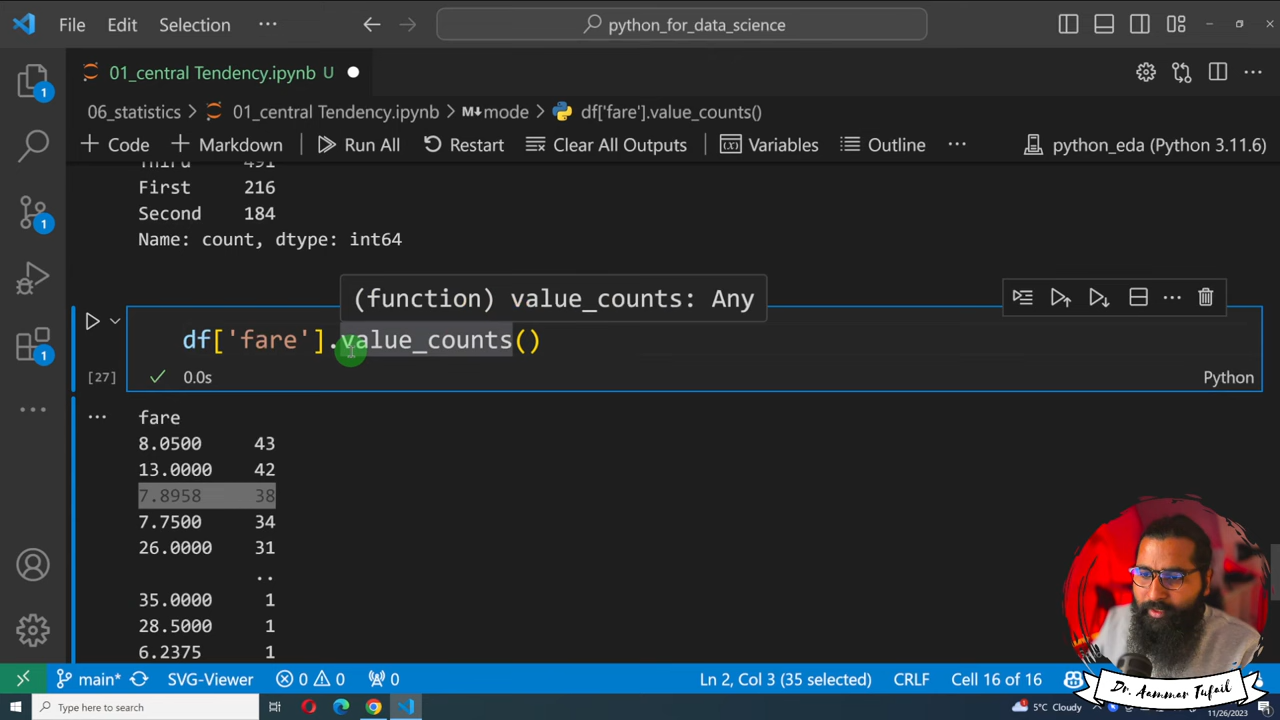 File Edit Selection ··· python_for_data_science
01_central Tendency.ipynb U
06_statistics > 01_central Tendency.ipynb > M↓mode > df['fare'].value_counts()
+ Code + Markdown Run All Restart Clear All Outputs Variables Outline ··· python_eda (Python 3.11.6)
Third 491
First 216
Second 184
Name: count, dtype: int64
(function) value_counts: Any
df['fare'].value_counts()
[27] 0.0s Python
fare
8.0500 43
13.0000 42
7.8958 38
7.7500 34
26.0000 31
..
35.0000 1
28.5000 1
6.2375 1
1
1
1
main* SVG-Viewer 0 0 0 Ln 2, Col 3 (35 selected) CRLF Cell 16 of 16
Dr. Aammar Tufail
Type here to search 5°C Cloudy 11/26/2023